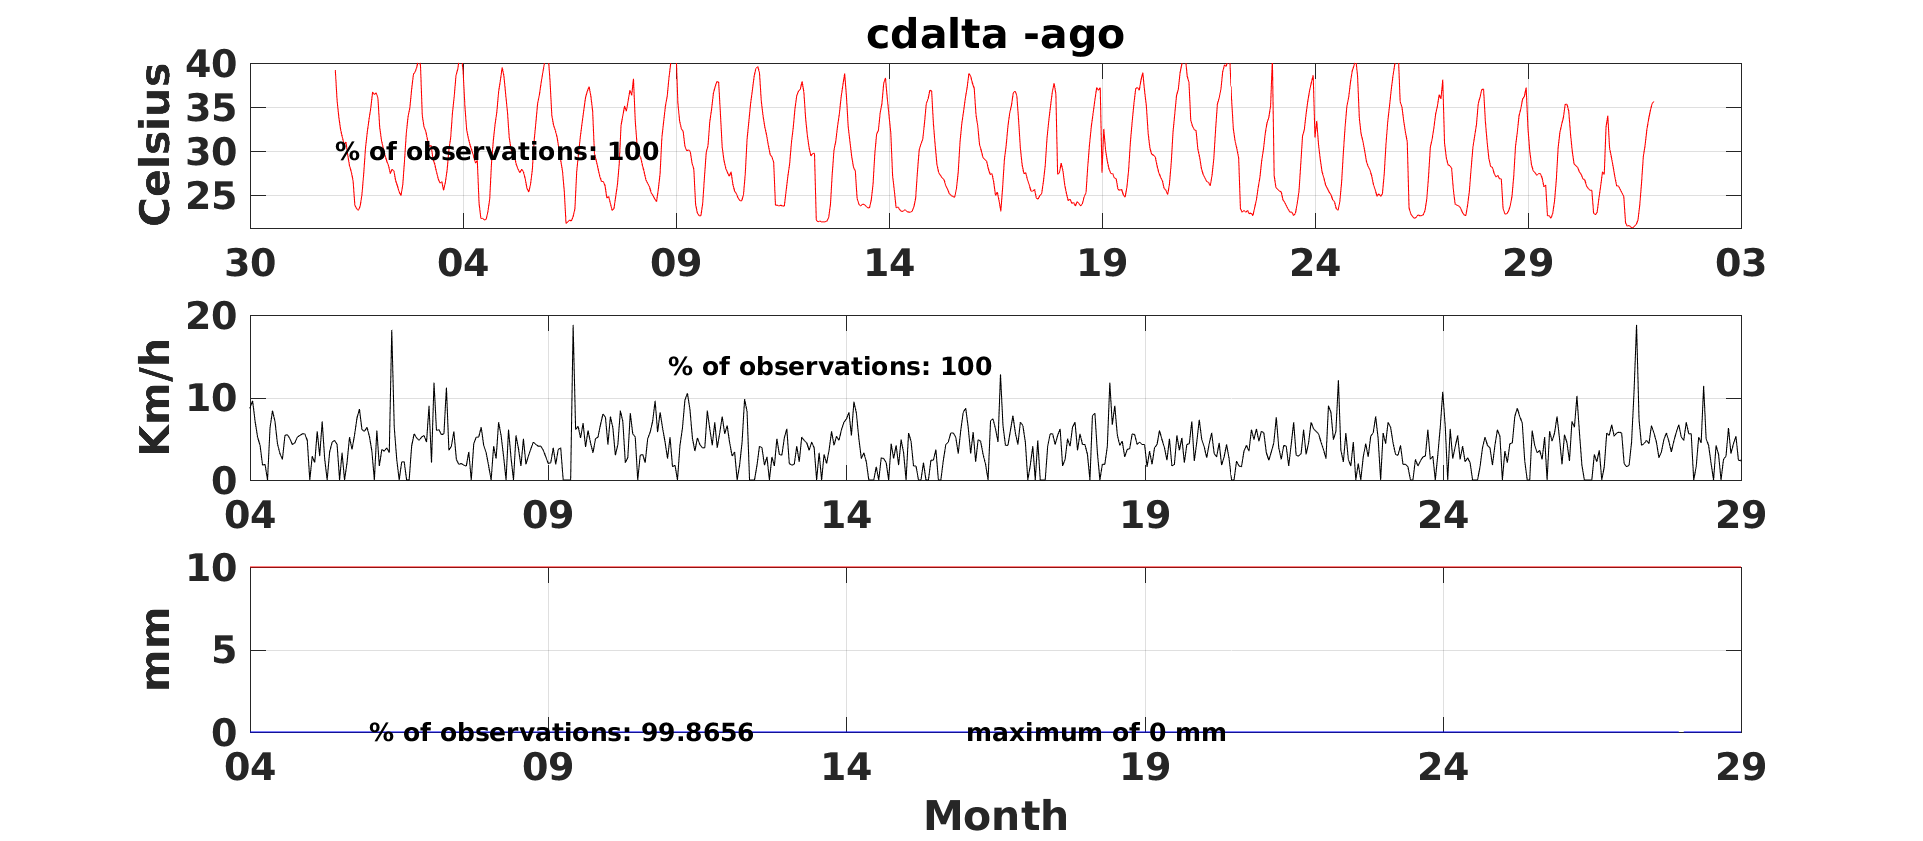 cdalta -ago
Celsius
40
35
30
25
% of observations: 100
30 04 09 14 19 24 29 03
Km/h
20
10
0
% of observations: 100
04 09 14 19 24 29
mm
10
5
0
% of observations: 99.8656 maximum of 0 mm
04 09 14 19 24 29
Month